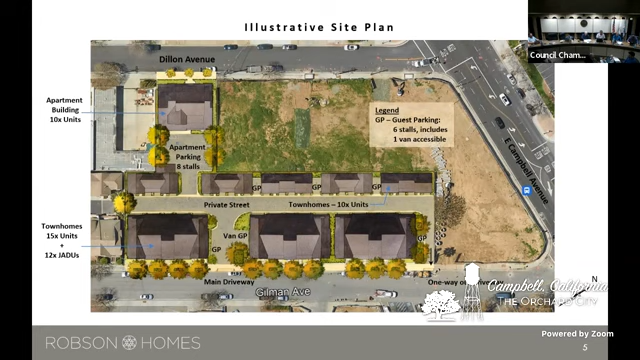 Illustrative Site Plan
Council Cham...
Dillon Avenue
Apartment
Building
10x Units
Legend
GP – Guest Parking:
6 stalls, includes
1 van accessible
Apartment
Parking
8 stalls
E Campbell Avenue
GP
GP
GP
Private Street
Townhomes – 10x Units
Townhomes
15x Units
+
12x JADUs
Van GP
GP
GP
Main Driveway
One-way
Gilman Ave
N
Campbell, California
THE ORCHARD CITY
ROBSON HOMES
Powered by Zoom
5